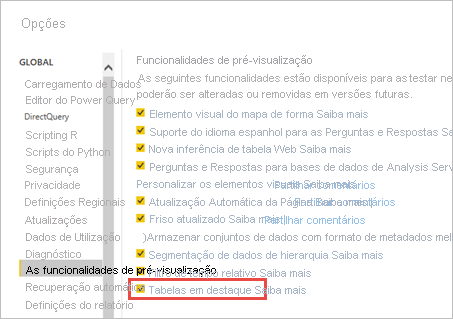 Opções
GLOBAL
Carregamento de Dados
Editor do Power Query
DirectQuery
Scripting R
Scripts do Python
Segurança
Privacidade
Definições Regionais
Atualizações
Dados de Utilização
Diagnóstico
As funcionalidades de pré-visualização
Recuperação automátic
Definições do relatório
Funcionalidades de pré-visualização
As seguintes funcionalidades estão disponíveis para as testar ne
poderão ser alteradas ou removidas em versões futuras.
Elemento visual do mapa de forma Saiba mais
Suporte do idioma espanhol para as Perguntas e Respostas Sa
Nova inferência de tabela Web Saiba mais
Perguntas e Respostas para bases de dados de Analysis Serv
Personalizar os elementos visuais Saiba mais Partilhar comentários
Atualização Automática da Página Saiba mais Partilhar comentários
Friso atualizado Saiba mais | Partilhar comentários
)Armazenar conjuntos de dados com formato de metadados mel
Segmentação de dados de hierarquia Saiba mais
Filtro de tempo relativo Saiba mais
Tabelas em destaque Saiba mais